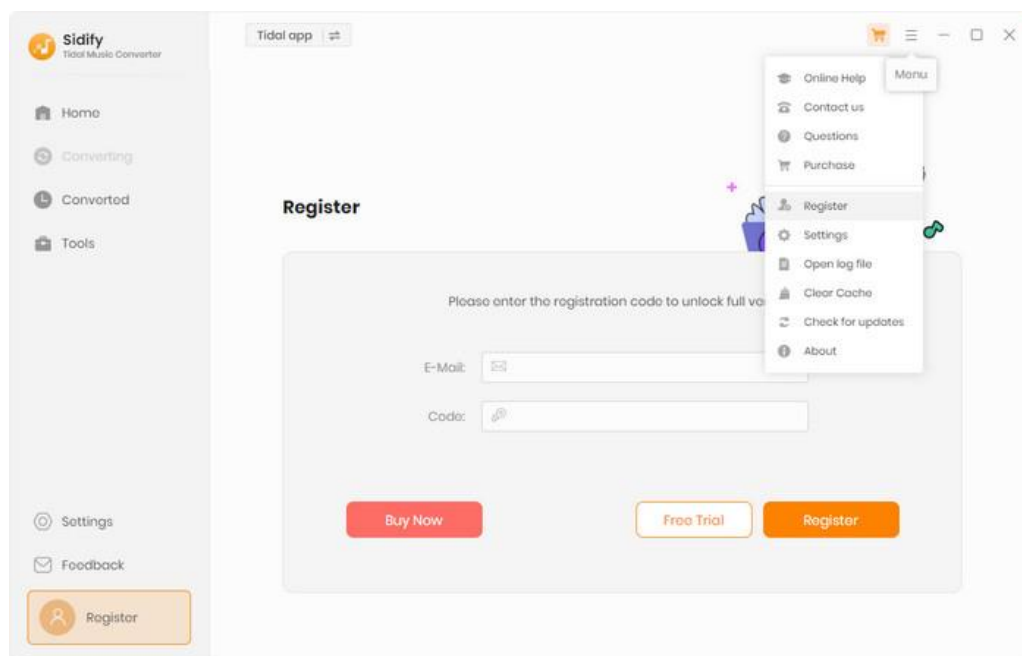 Sidify
Tidal Music Converter
Tidal app
Home
Converting
Converted
Tools
Settings
Feedback
Register
Menu
Online Help
Contact us
Questions
Purchase
Register
Settings
Open log file
Clear Cache
Check for updates
About
Register
Please enter the registration code to unlock full ve
E-Mail:
Code:
Buy Now
Free Trial
Register